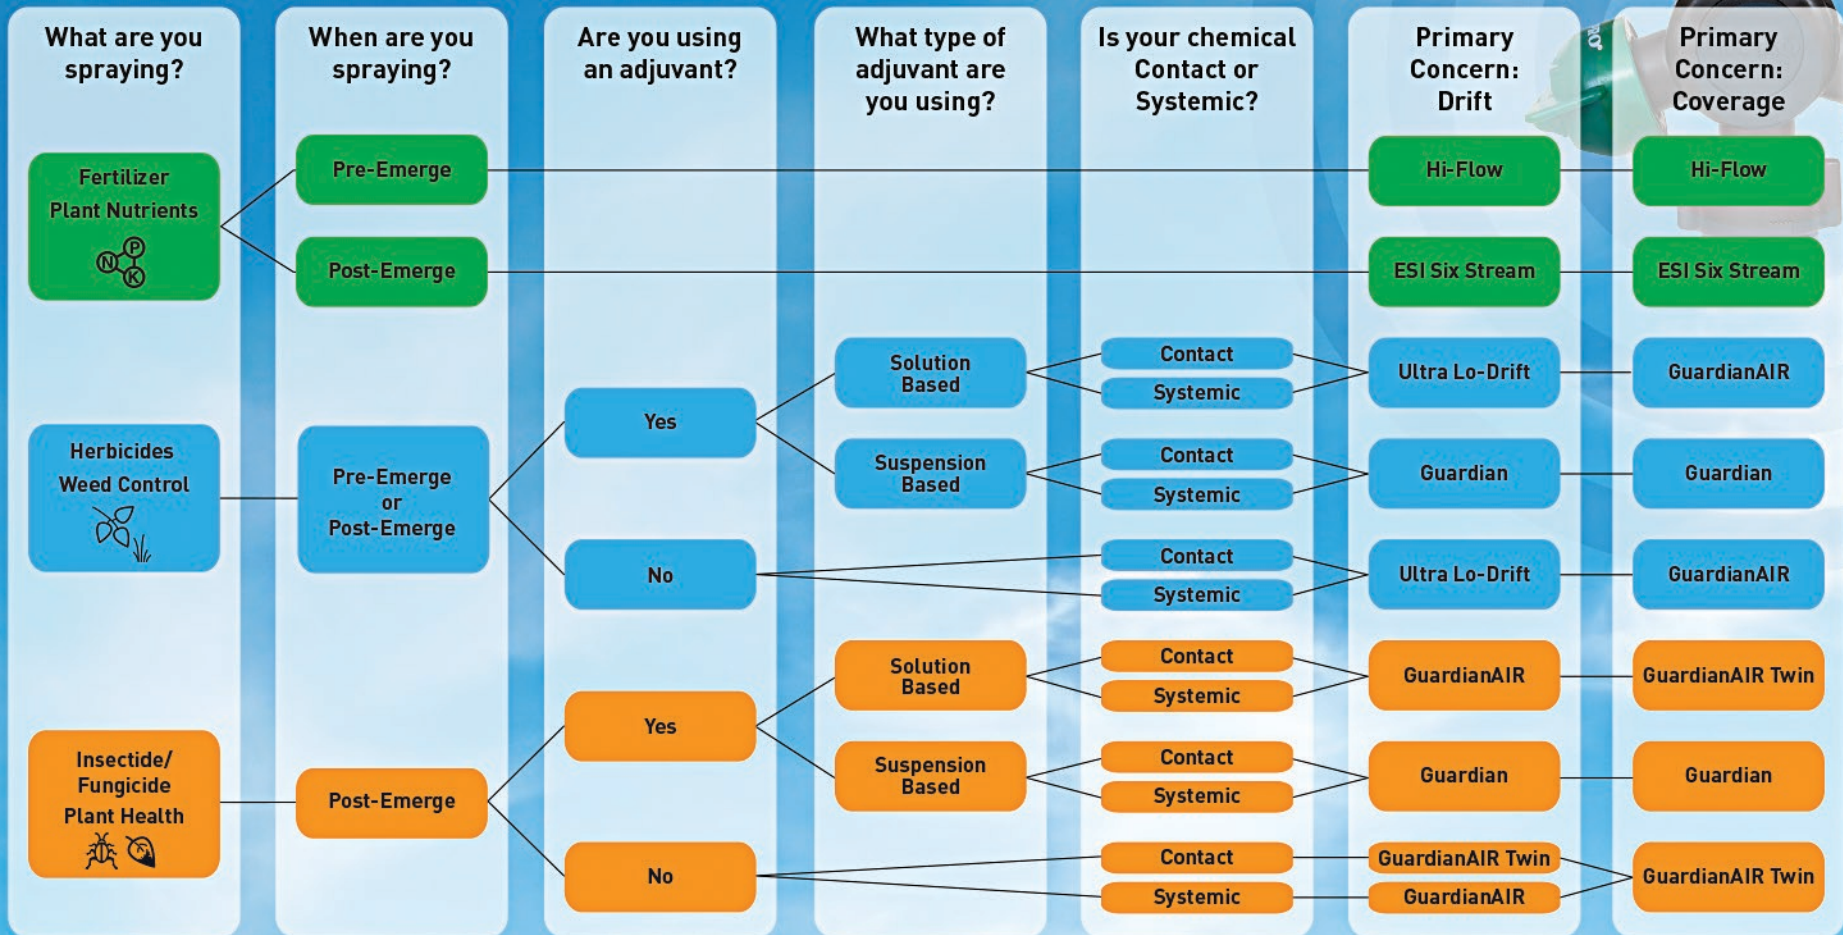 What are you
spraying?
When are you
spraying?
Are you using
an adjuvant?
What type of
adjuvant are
you using?
Is your chemical
Contact or
Systemic?
Primary
Concern:
Drift
Primary
Concern:
Coverage
RO
Fertilizer
Plant Nutrients
N
P
K
Pre-Emerge
Hi-Flow
Hi-Flow
Post-Emerge
ESI Six Stream
ESI Six Stream
Herbicides
Weed Control
Pre-Emerge
or
Post-Emerge
Yes
Solution
Based
Contact
Systemic
Ultra Lo-Drift
GuardianAIR
Suspension
Based
Contact
Systemic
Guardian
Guardian
No
Contact
Systemic
Ultra Lo-Drift
GuardianAIR
Insectide/
Fungicide
Plant Health
Post-Emerge
Yes
Solution
Based
Contact
Systemic
GuardianAIR
GuardianAIR Twin
Suspension
Based
Contact
Systemic
Guardian
Guardian
No
Contact
Systemic
GuardianAIR Twin
GuardianAIR
GuardianAIR Twin